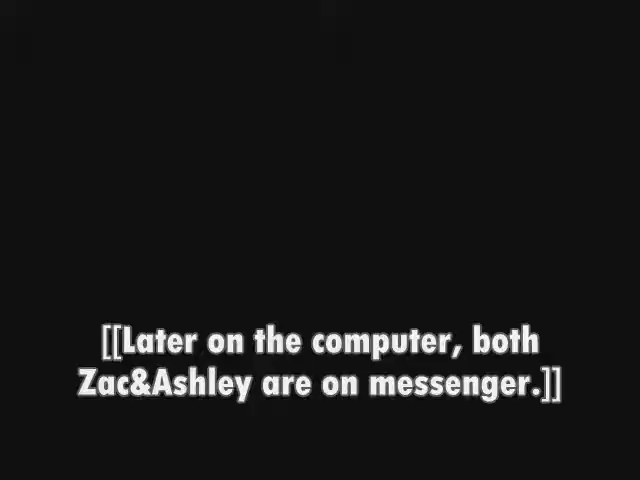 [[Later on the computer, both
Zac&Ashley are on messenger.]]